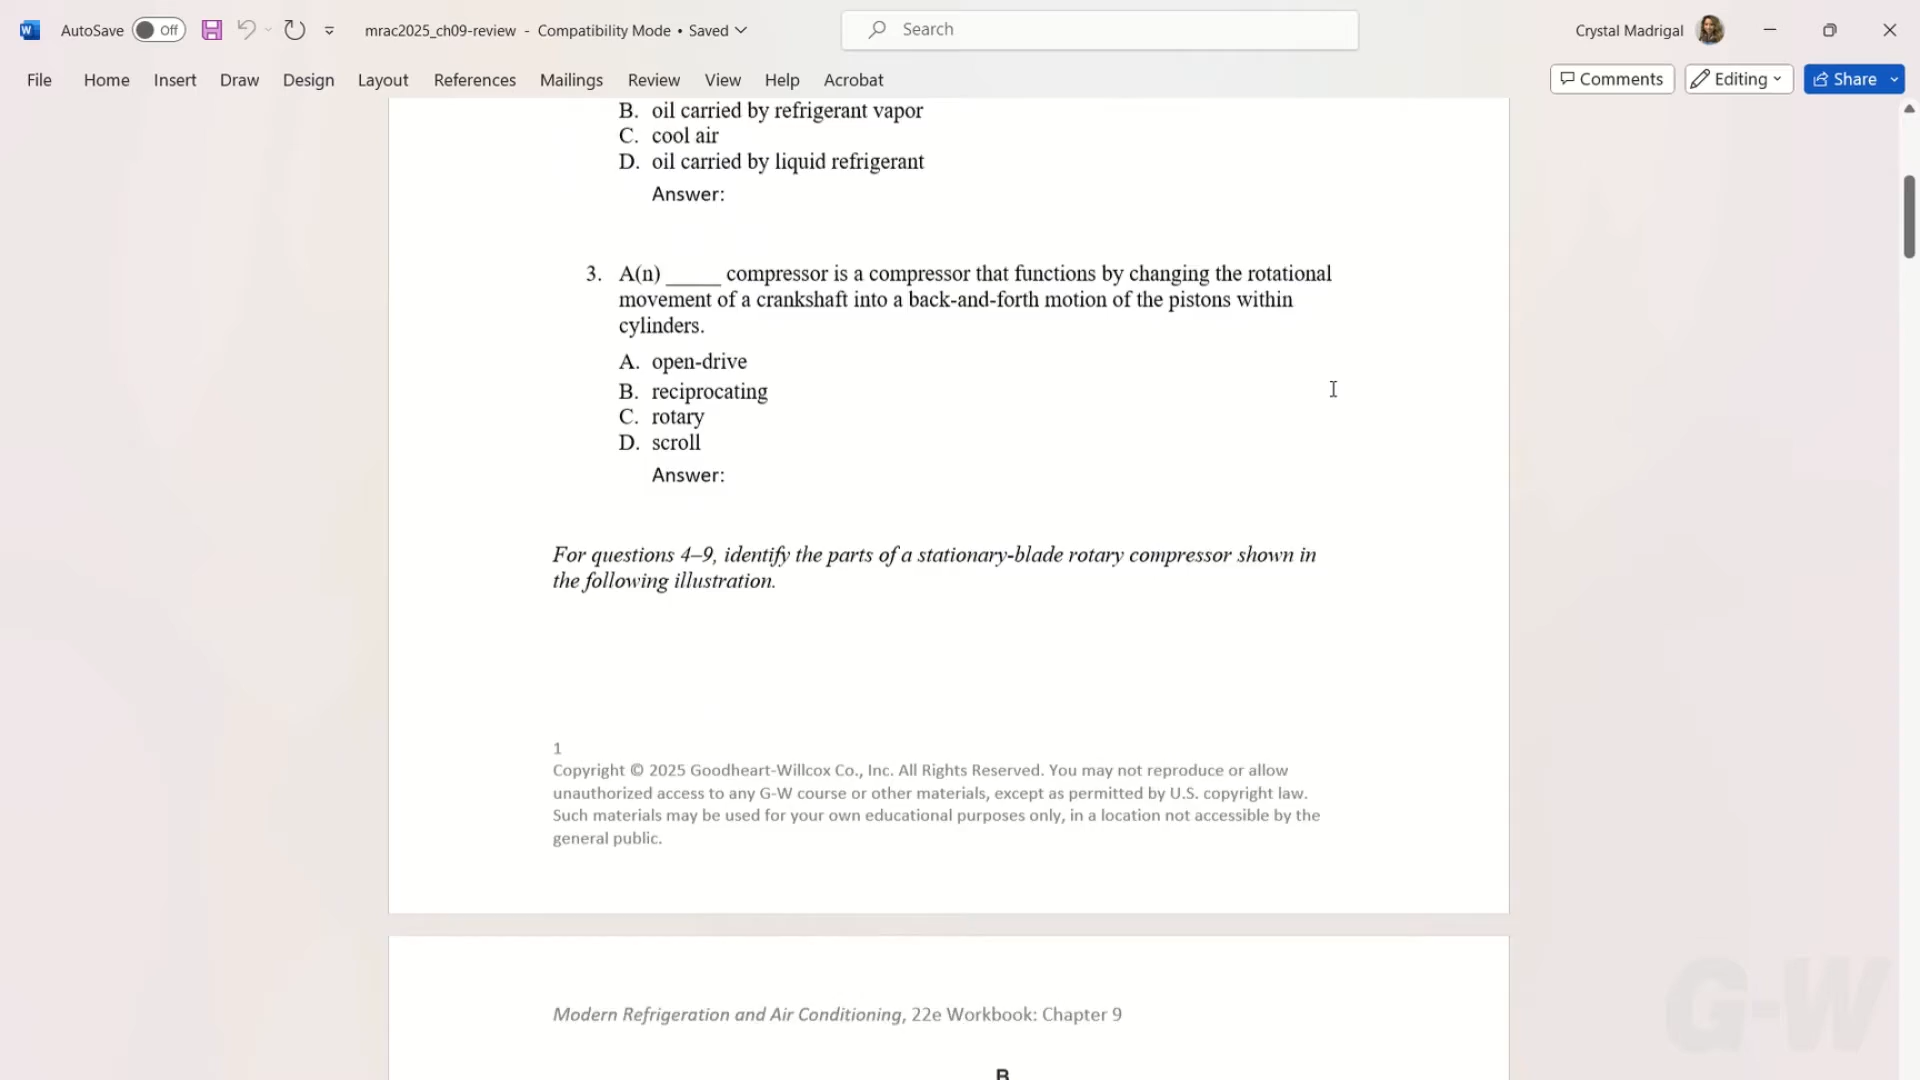 AutoSave Off mrac2025_ch09-review - Compatibility Mode • Saved Search Crystal Madrigal
File Home Insert Draw Design Layout References Mailings Review View Help Acrobat Comments Editing Share
B. oil carried by refrigerant vapor
C. cool air
D. oil carried by liquid refrigerant
Answer:
3. A(n) _____ compressor is a compressor that functions by changing the rotational
movement of a crankshaft into a back-and-forth motion of the pistons within
cylinders.
A. open-drive
B. reciprocating
C. rotary
D. scroll
Answer:
For questions 4–9, identify the parts of a stationary-blade rotary compressor shown in
the following illustration.
1
Copyright © 2025 Goodheart-Willcox Co., Inc. All Rights Reserved. You may not reproduce or allow
unauthorized access to any G-W course or other materials, except as permitted by U.S. copyright law.
Such materials may be used for your own educational purposes only, in a location not accessible by the
general public.
Modern Refrigeration and Air Conditioning, 22e Workbook: Chapter 9
B
G-W